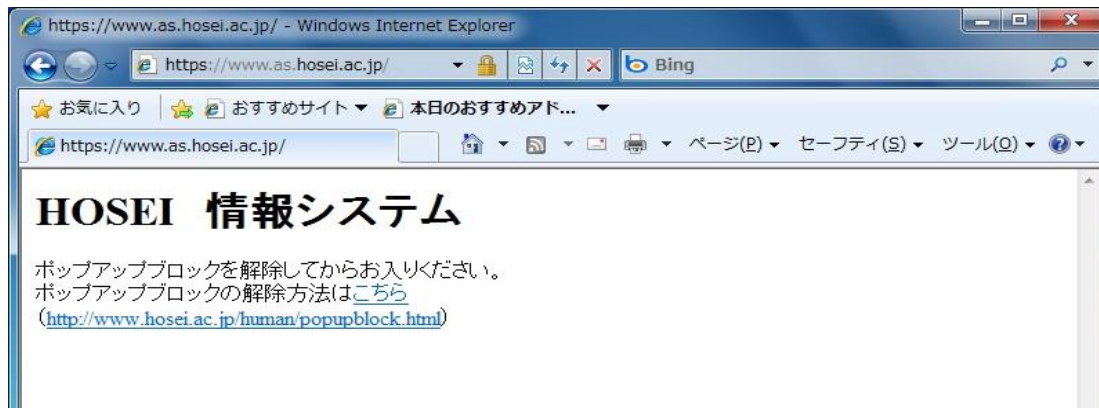 https://www.as.hosei.ac.jp/ - Windows Internet Explorer
https://www.as.hosei.ac.jp/ Bing
お気に入り おすすめサイト 本日のおすすめアド...
https://www.as.hosei.ac.jp/ ページ(P) セーフティ(S) ツール(O)
HOSEI 情報システム
ポップアップブロックを解除してからお入りください。
ポップアップブロックの解除方法はこちら
(http://www.hosei.ac.jp/human/popupblock.html)